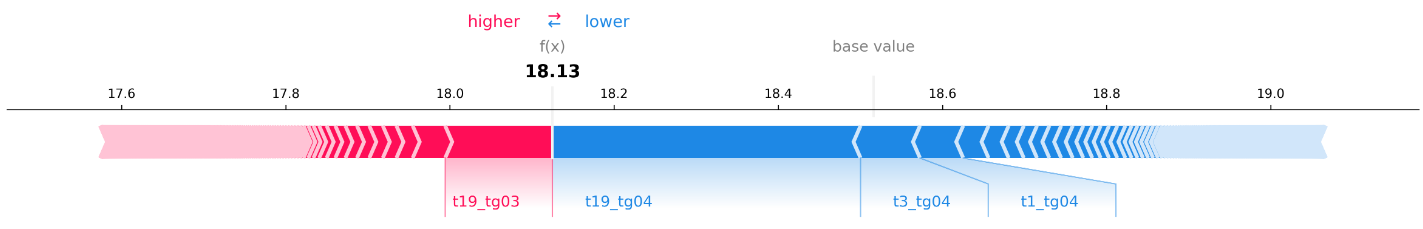 higher ⇄ lower
f(x) base value
18.13
17.6 17.8 18.0 18.2 18.4 18.6 18.8 19.0
t19_tg03 t19_tg04 t3_tg04 t1_tg04